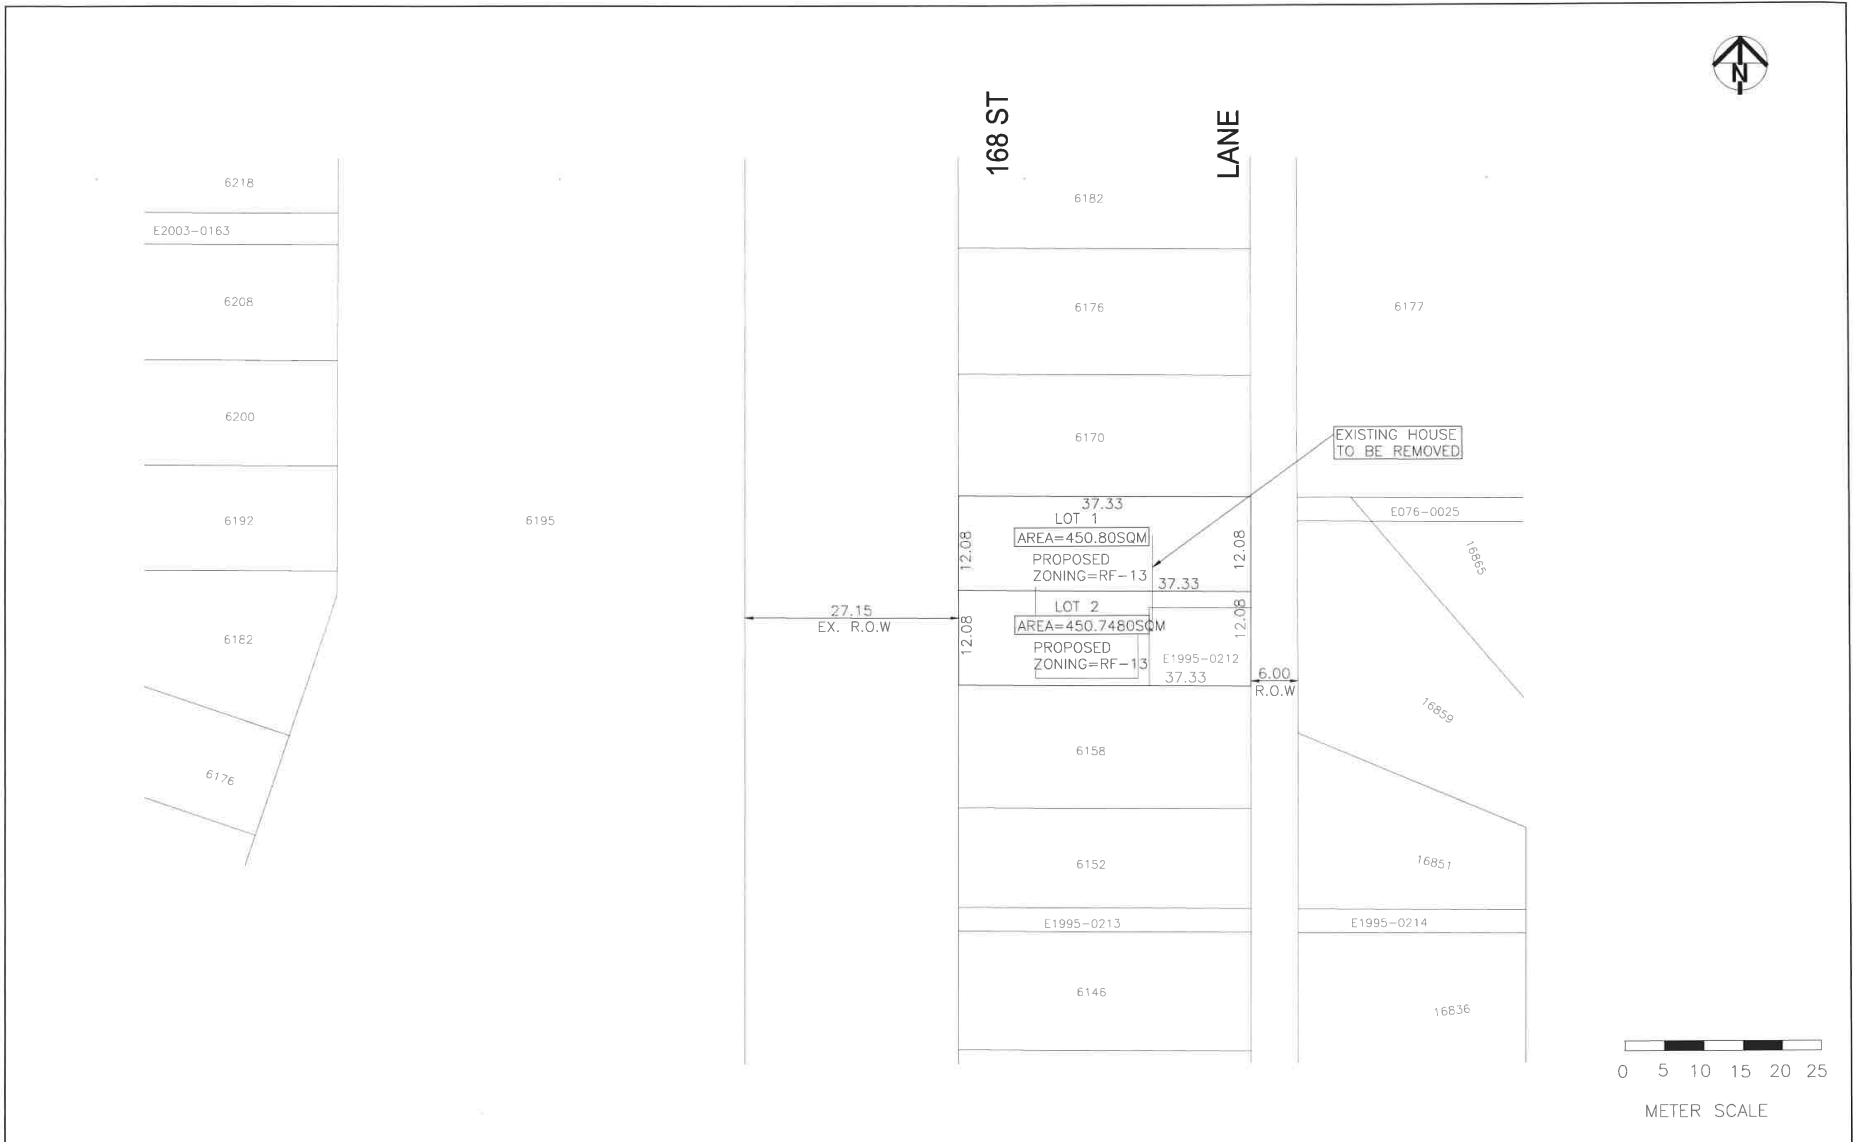 N
168 ST
LANE
6218
E2003-0163
6208
6200
6192
6182
6176
6195
27.15
EX. R.O.W
6182
6176
6170
37.33
LOT 1
AREA=450.80SQM
PROPOSED
ZONING=RF-13
37.33
12.08
12.08
LOT 2
AREA=450.7480SQM
PROPOSED
ZONING=RF-13
E1995-0212
37.33
12.08
12.08
6.00
R.O.W
6158
6152
E1995-0213
6146
6177
EXISTING HOUSE
TO BE REMOVED
E076-0025
16865
16859
16851
E1995-0214
16836
0 5 10 15 20 25
METER SCALE